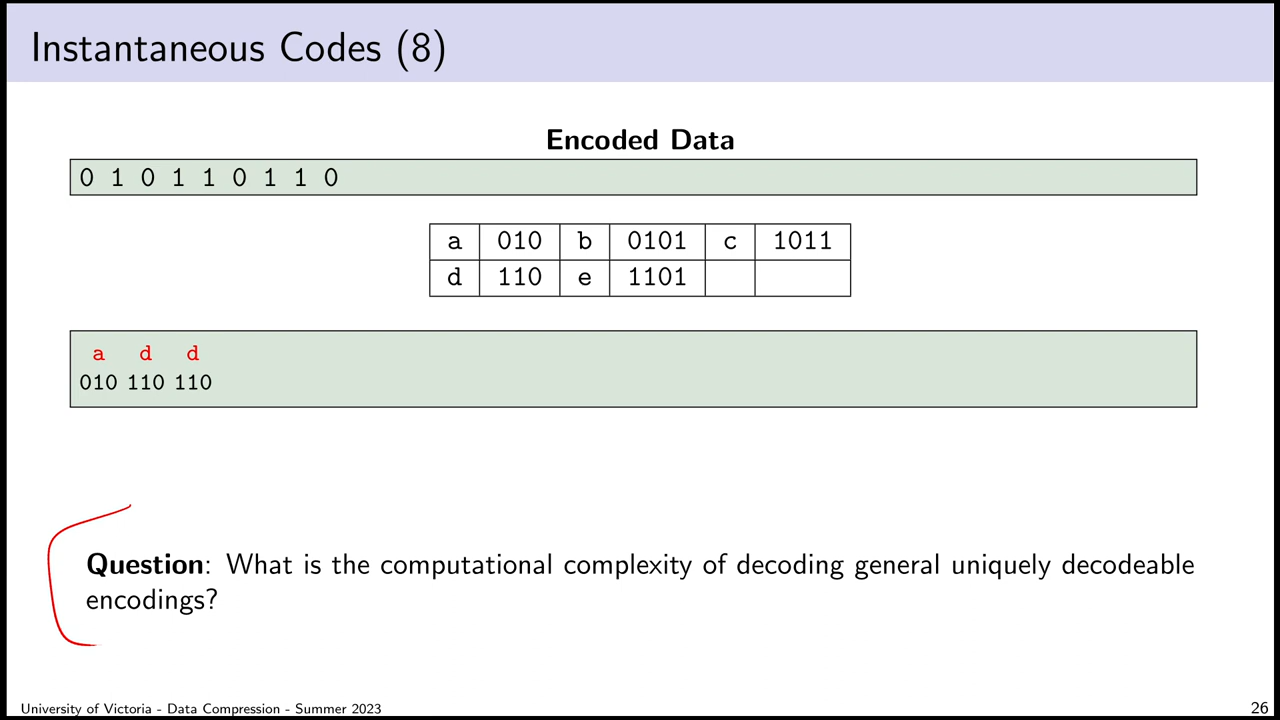 Instantaneous Codes (8)
Encoded Data
0 1 0 1 1 0 1 1 0
a 010 b 0101 c 1011
d 110 e 1101
a d d
010 110 110
Question: What is the computational complexity of decoding general uniquely decodeable
encodings?
University of Victoria - Data Compression - Summer 2023 26